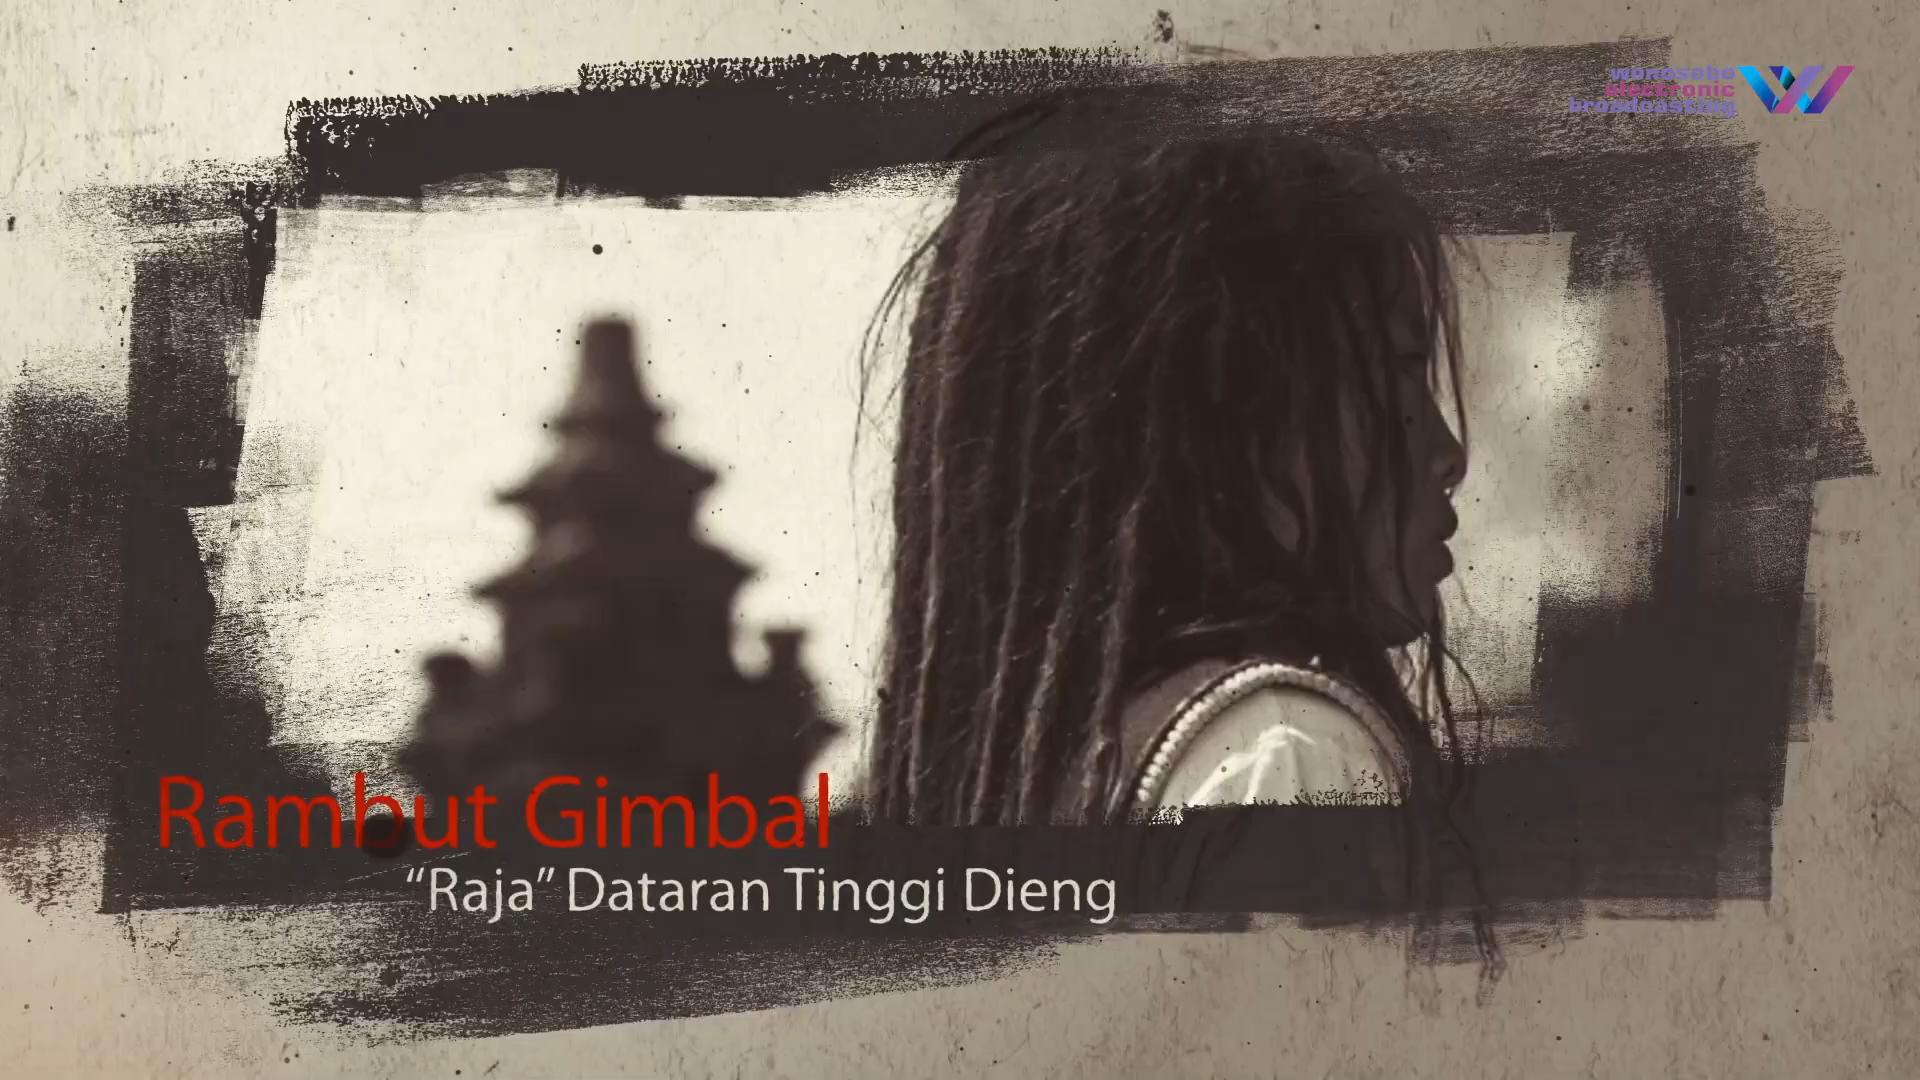 wonosobo
electronic
broadcasting
Rambut Gimbal
“Raja” Dataran Tinggi Dieng